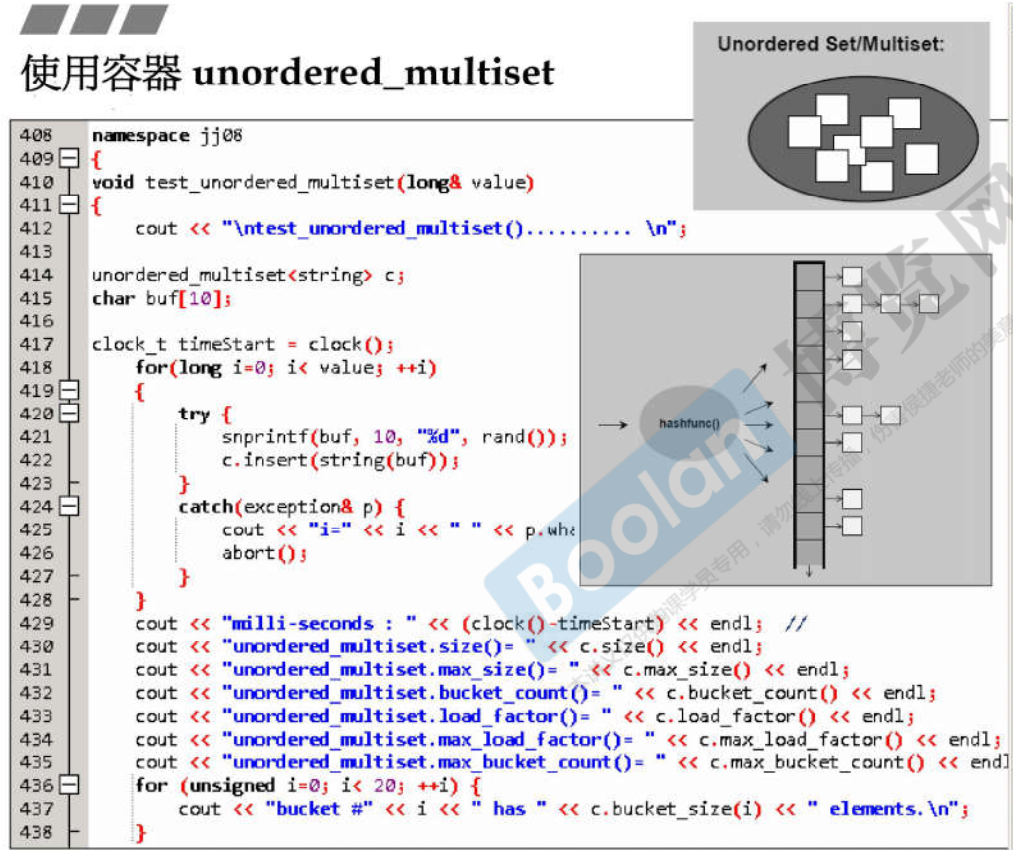 使用容器 unordered_multiset
Unordered Set/Multiset:
408 namespace jj08
409 {
410 void test_unordered_multiset(long& value)
411 {
412 cout << "\ntest_unordered_multiset().......... \n";
413
414 unordered_multiset<string> c;
415 char buf[10];
416
417 clock_t timeStart = clock();
418 for(long i=0; i< value; ++i)
419 {
420 try {
421 snprintf(buf, 10, "%d", rand());
422 c.insert(string(buf));
423 }
424 catch(exception& p) {
425 cout << "i=" << i << " " << p.wha
426 abort();
427 }
428 }
429 cout << "milli-seconds : " << (clock()-timeStart) << endl; //
430 cout << "unordered_multiset.size()= " << c.size() << endl;
431 cout << "unordered_multiset.max_size()= " << c.max_size() << endl;
432 cout << "unordered_multiset.bucket_count()= " << c.bucket_count() << endl;
433 cout << "unordered_multiset.load_factor()= " << c.load_factor() << endl;
434 cout << "unordered_multiset.max_load_factor()= " << c.max_load_factor() << endl;
435 cout << "unordered_multiset.max_bucket_count()= " << c.max_bucket_count() << endl
436 for (unsigned i=0; i< 20; ++i) {
437 cout << "bucket #" << i << " has " << c.bucket_size(i) << " elements.\n";
438 }
hashfunc()
Boolan
博览网